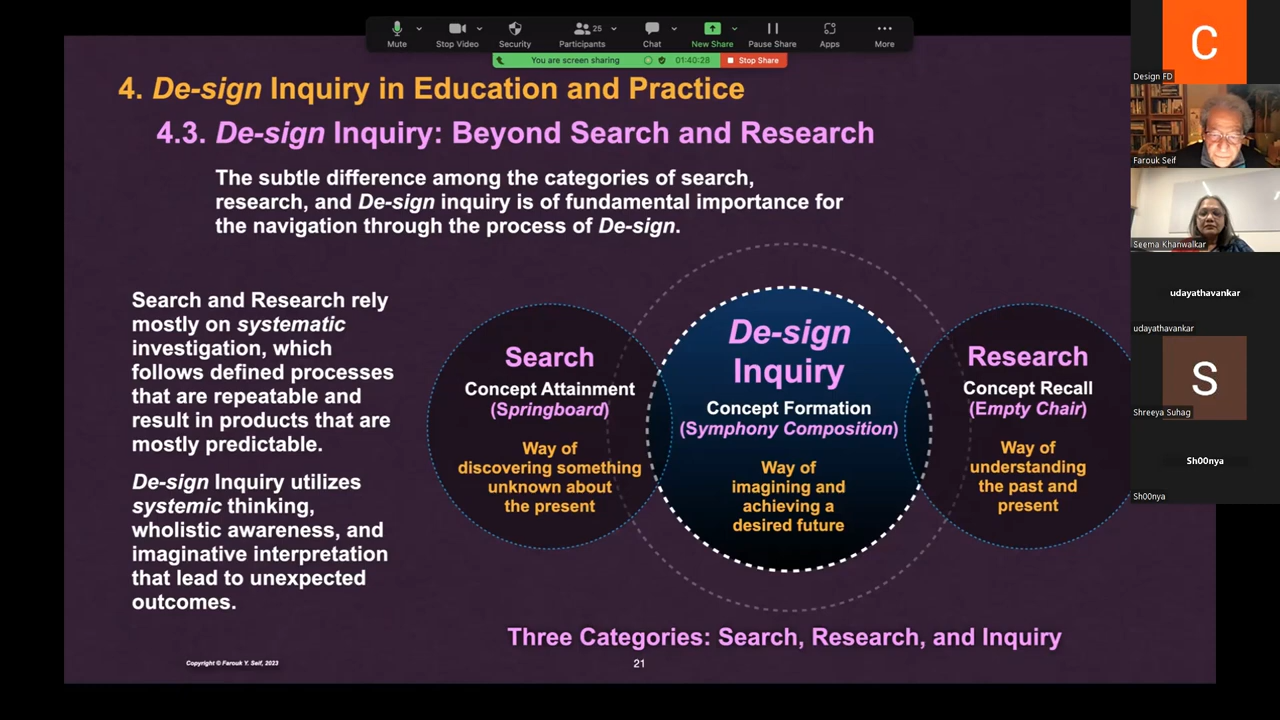 Mute
Stop Video
Security
25
Participants
Chat
New Share
Pause Share
Apps
More
You are screen sharing
01:40:28
Stop Share
4. De-sign Inquiry in Education and Practice
4.3. De-sign Inquiry: Beyond Search and Research
The subtle difference among the categories of search,
research, and De-sign inquiry is of fundamental importance for
the navigation through the process of De-sign.
Search and Research rely
mostly on systematic
investigation, which
follows defined processes
that are repeatable and
result in products that are
mostly predictable.
De-sign Inquiry utilizes
systemic thinking,
wholistic awareness, and
imaginative interpretation
that lead to unexpected
outcomes.
Search
Concept Attainment
(Springboard)
Way of
discovering something
unknown about
the present
De-sign
Inquiry
Concept Formation
(Symphony Composition)
Way of
imagining and
achieving a
desired future
Research
Concept Recall
(Empty Chair)
Way of
understanding
the past and
present
Three Categories: Search, Research, and Inquiry
Copyright © Farouk Y. Seif, 2023
21
C
Design FD
Farouk Seif
Seema Khanwalkar
udayathavankar
udayathavankar
S
Shreeya Suhag
Sh00nya
Sh00nya